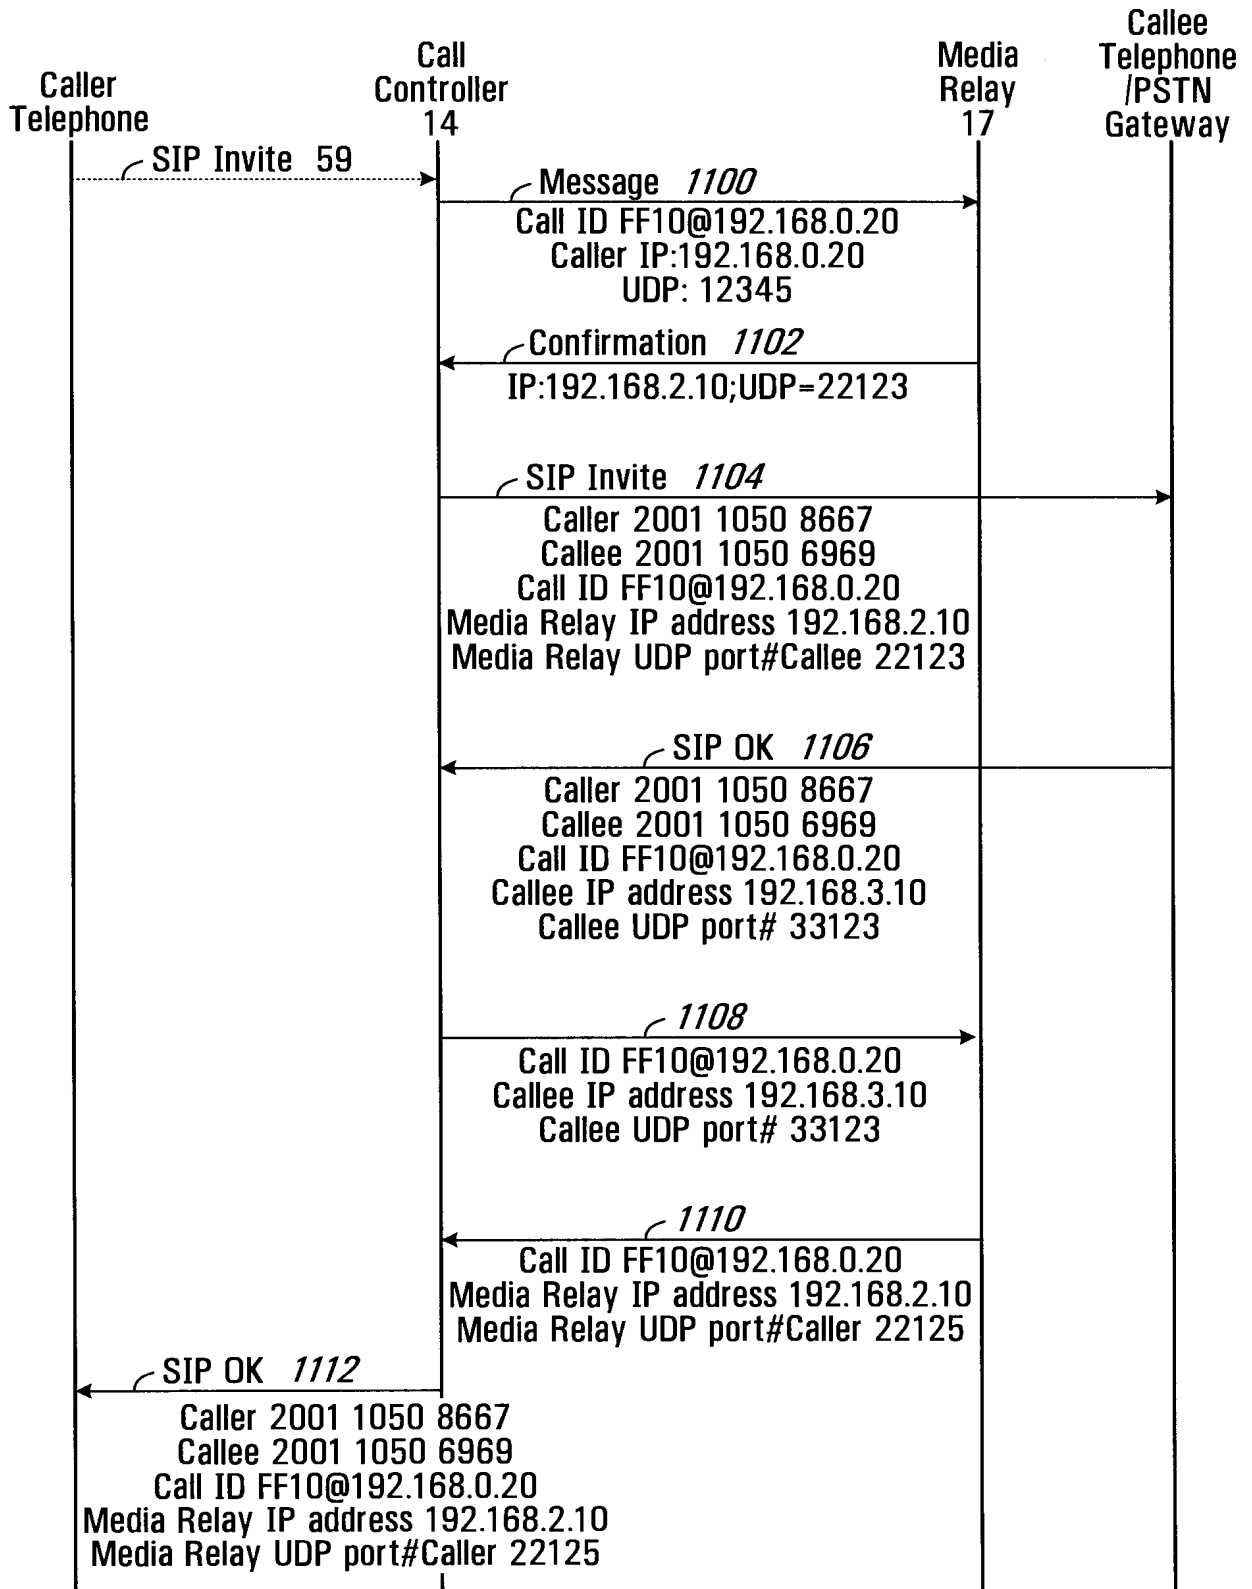 Caller
Telephone
Call
Controller
14
Media
Relay
17
Callee
Telephone
/PSTN
Gateway
SIP Invite 59
Message 1100
Call ID FF10@192.168.0.20
Caller IP:192.168.0.20
UDP: 12345
Confirmation 1102
IP:192.168.2.10;UDP=22123
SIP Invite 1104
Caller 2001 1050 8667
Callee 2001 1050 6969
Call ID FF10@192.168.0.20
Media Relay IP address 192.168.2.10
Media Relay UDP port#Callee 22123
SIP OK 1106
Caller 2001 1050 8667
Callee 2001 1050 6969
Call ID FF10@192.168.0.20
Callee IP address 192.168.3.10
Callee UDP port# 33123
1108
Call ID FF10@192.168.0.20
Callee IP address 192.168.3.10
Callee UDP port# 33123
1110
Call ID FF10@192.168.0.20
Media Relay IP address 192.168.2.10
Media Relay UDP port#Caller 22125
SIP OK 1112
Caller 2001 1050 8667
Callee 2001 1050 6969
Call ID FF10@192.168.0.20
Media Relay IP address 192.168.2.10
Media Relay UDP port#Caller 22125